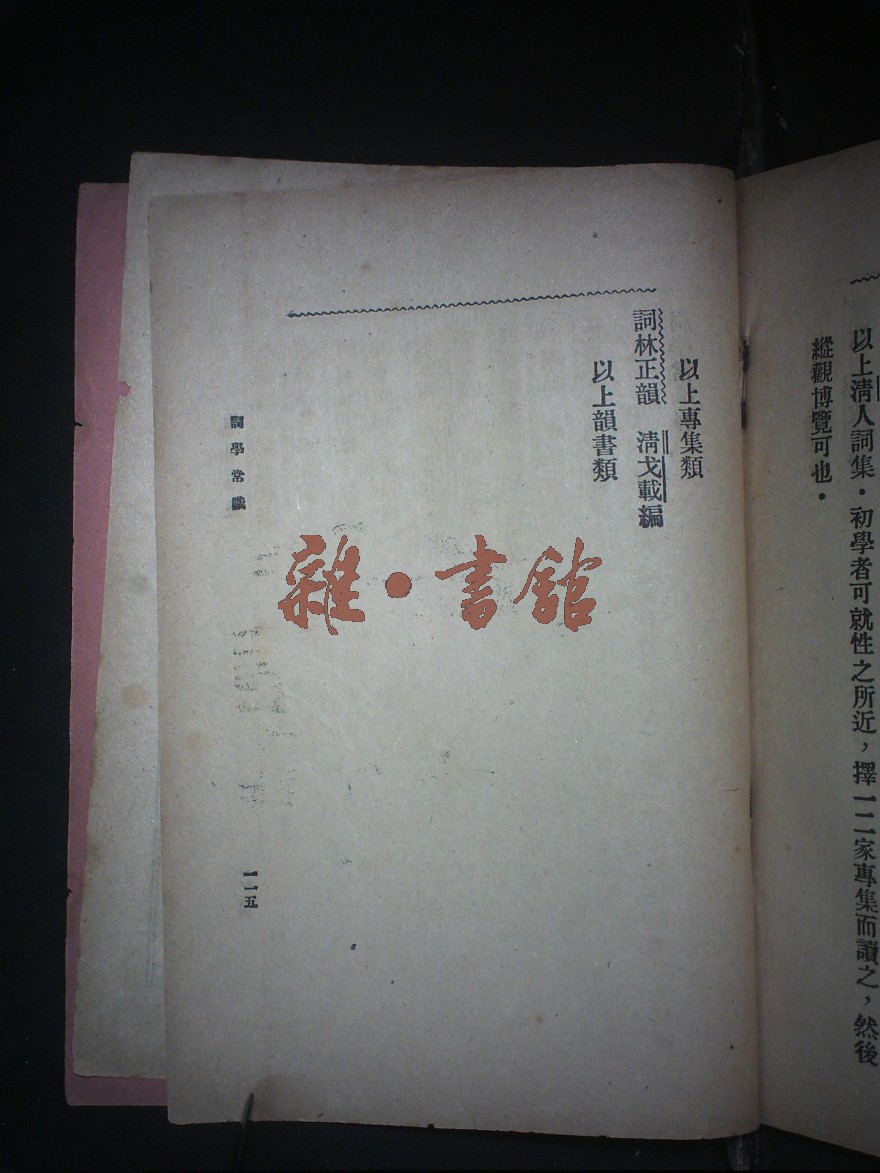 以上清人詞集．初學者可就性之所近，擇一二家專集而讀之，然後
縱觀博覽可也．
以上專集類
詞林正韻　清戈載編
以上韻書類
詞學常識
一一五
雜·書館